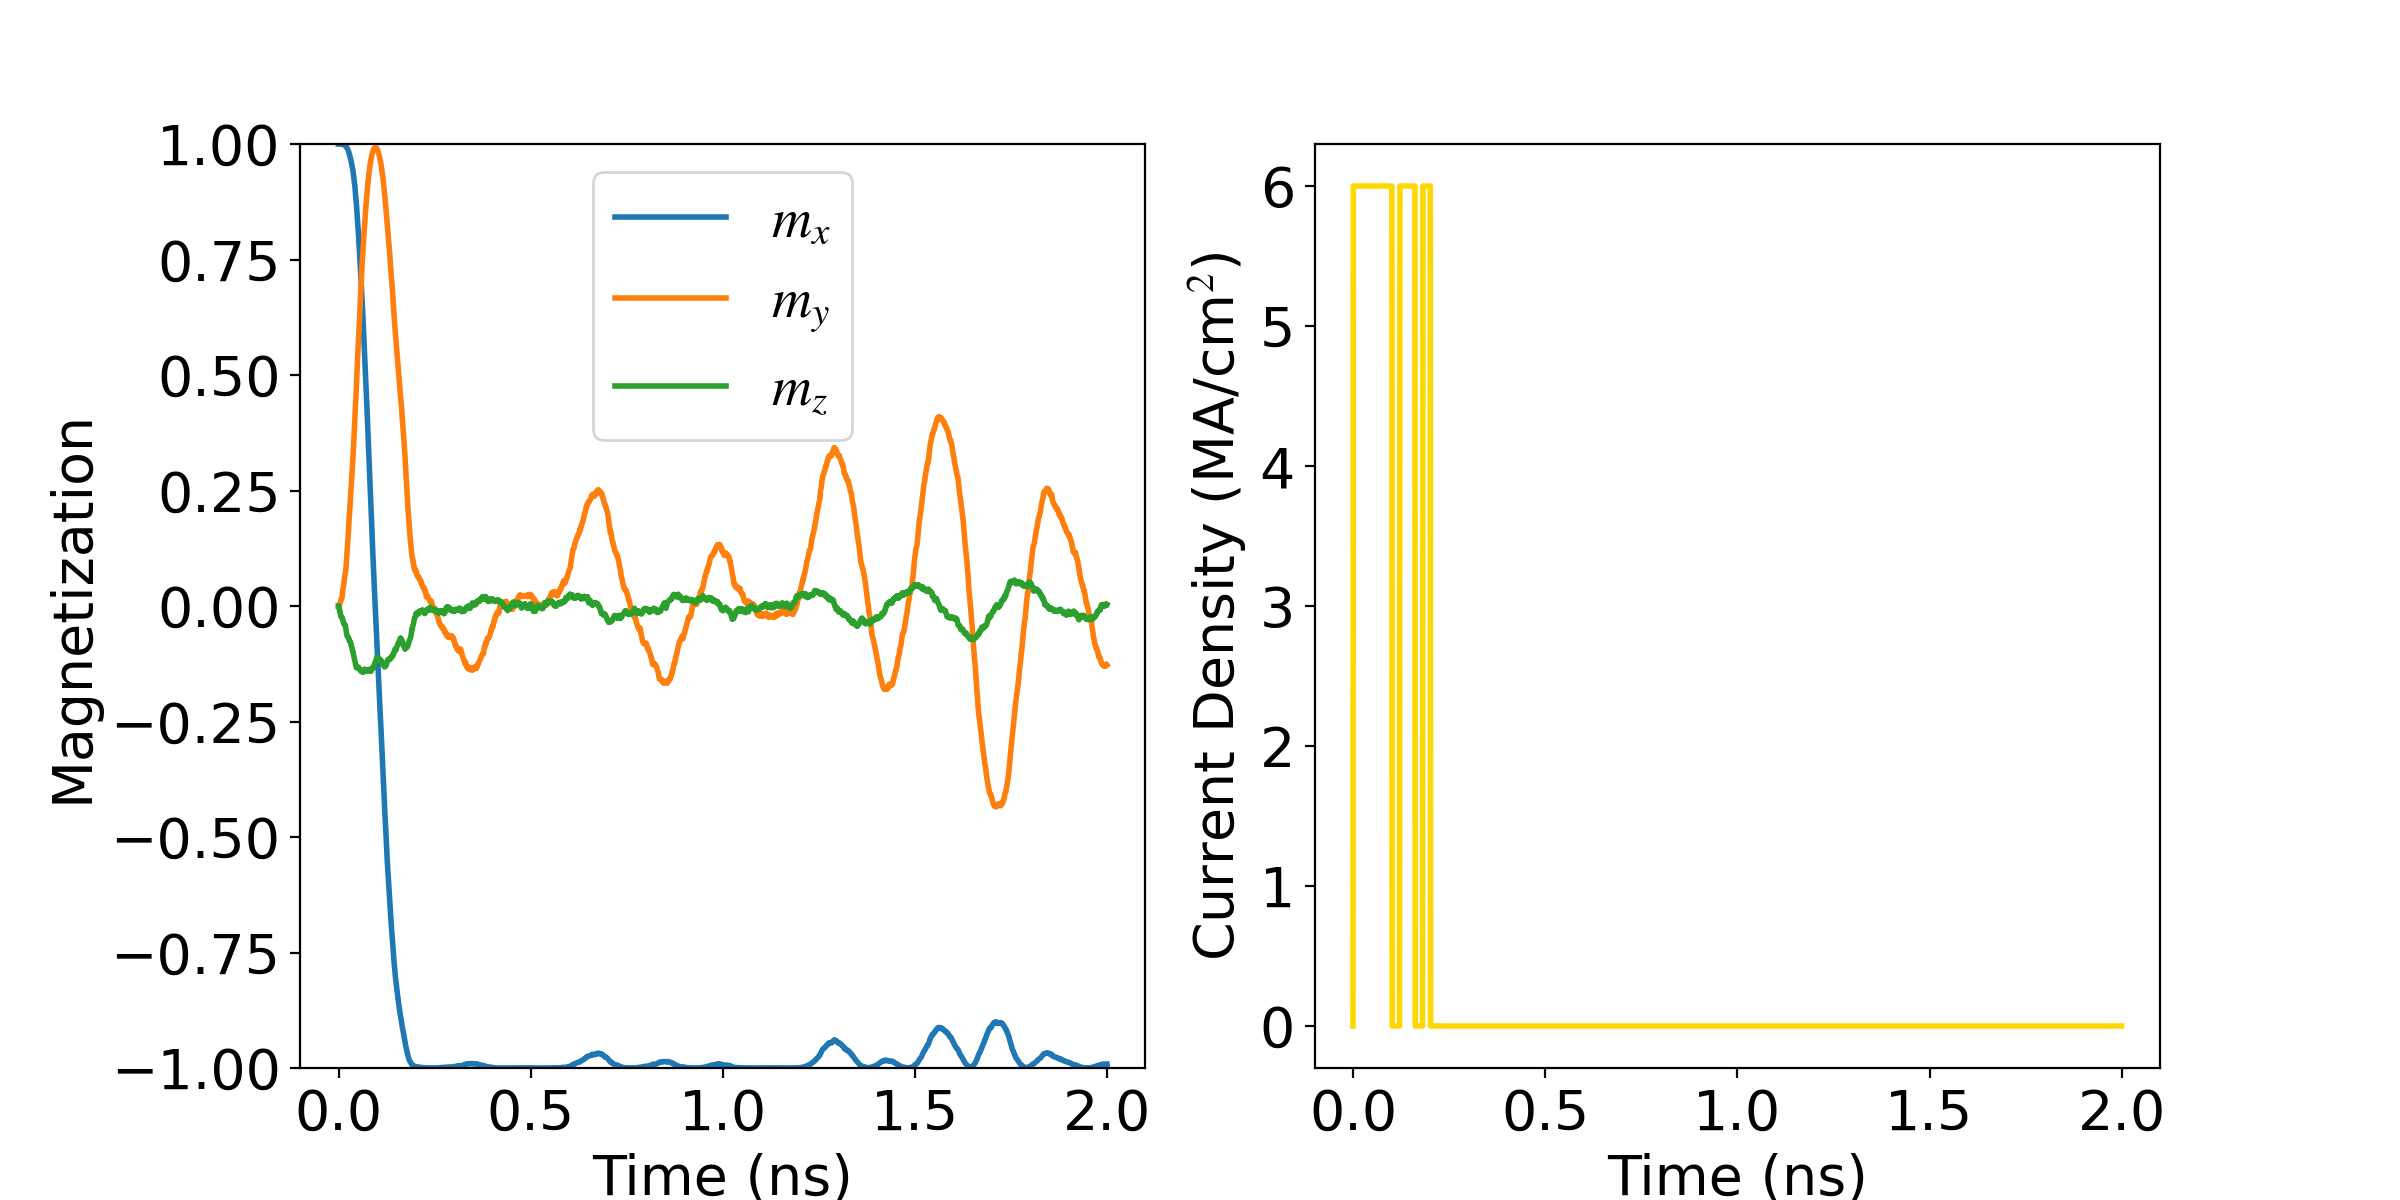 1.00
0.75
0.50
0.25
0.00
−0.25
−0.50
−0.75
−1.00
Magnetization
0.0 0.5 1.0 1.5 2.0
Time (ns)
m_x
m_y
m_z
6
5
4
3
2
1
0
Current Density (MA/cm²)
0.0 0.5 1.0 1.5 2.0
Time (ns)